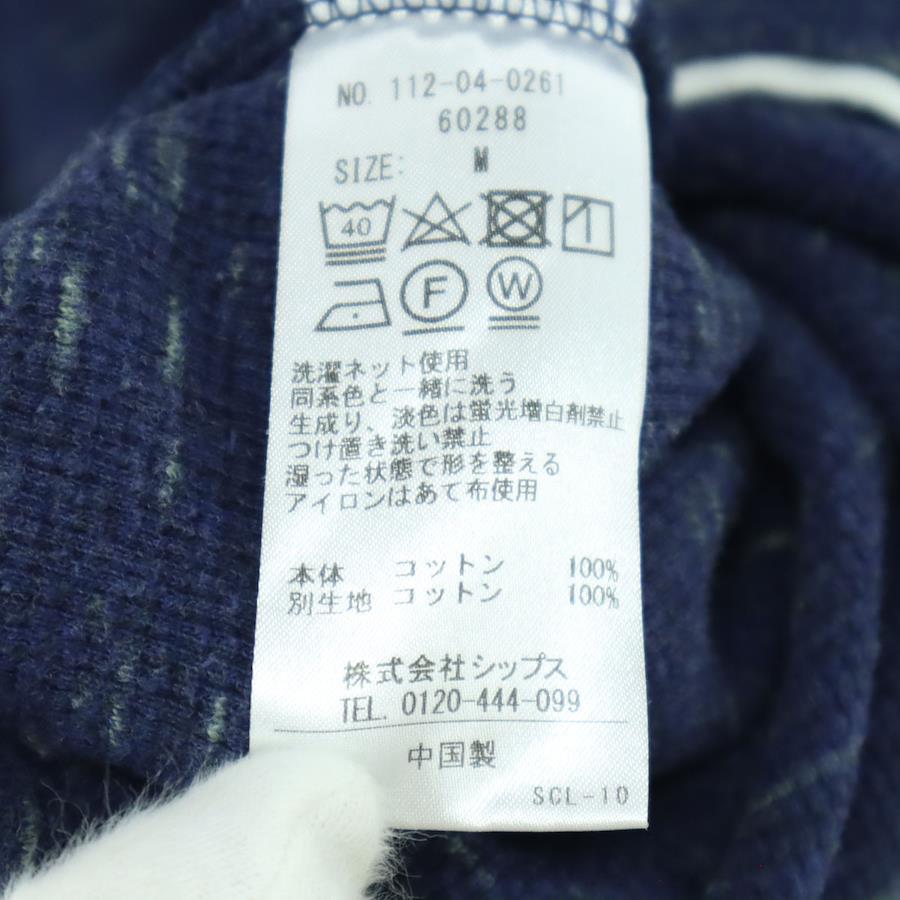 NO. 112-04-0261
60288
SIZE: M
40
F W
洗濯ネット使用
同系色と一緒に洗う
生成り、淡色は蛍光増白剤禁止
つけ置き洗い禁止
湿った状態で形を整える
アイロンはあて布使用
本体 コットン 100%
別生地 コットン 100%
株式会社シップス
TEL. 0120-444-099
中国製
SCL-10